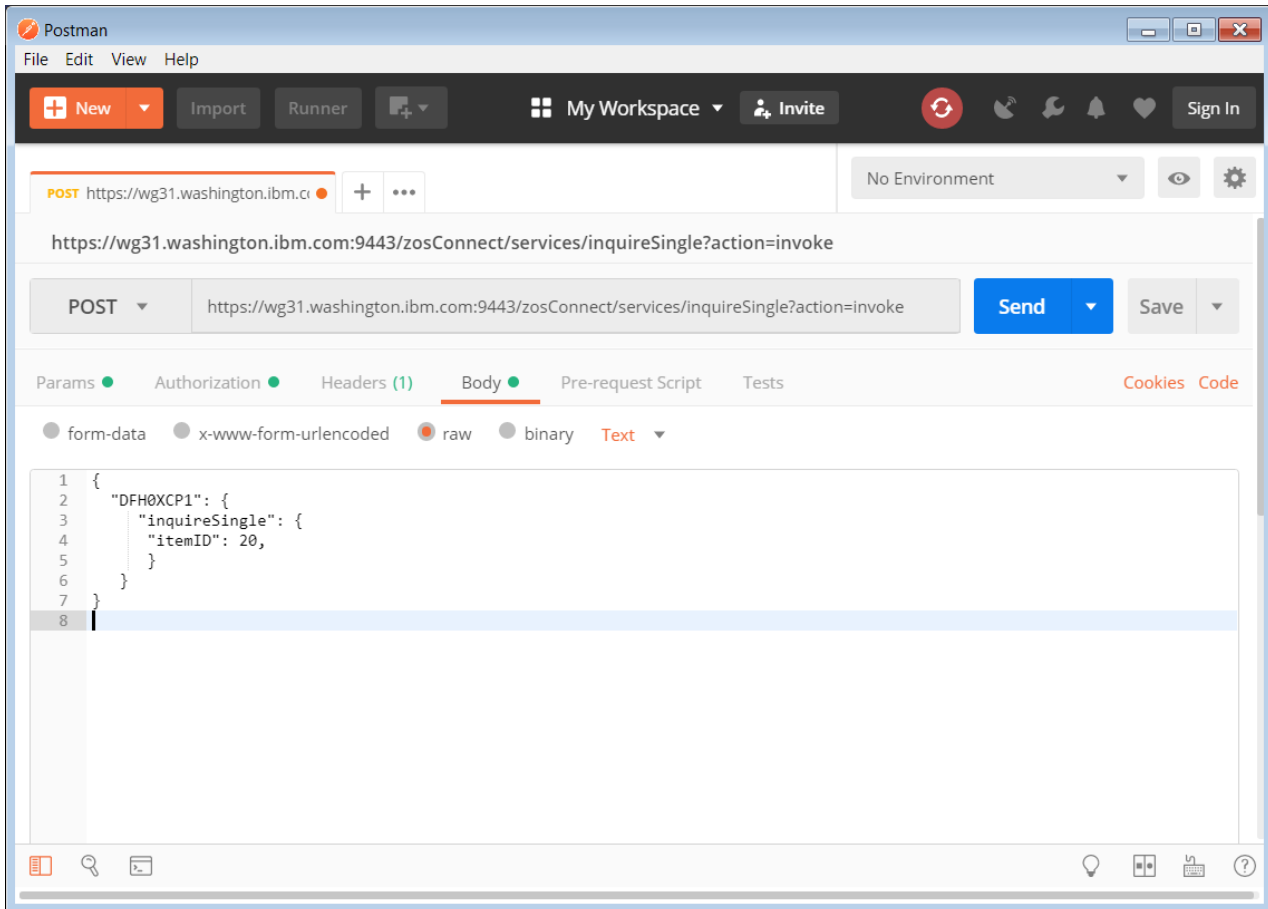 Postman
File Edit View Help
New Import Runner My Workspace Invite Sign In
POST https://wg31.washington.ibm.c No Environment
https://wg31.washington.ibm.com:9443/zosConnect/services/inquireSingle?action=invoke
POST https://wg31.washington.ibm.com:9443/zosConnect/services/inquireSingle?action=invoke Send Save
Params Authorization Headers (1) Body Pre-request Script Tests Cookies Code
form-data x-www-form-urlencoded raw binary Text
1 {
2 "DFH0XCP1": {
3 "inquireSingle": {
4 "itemID": 20,
5 }
6 }
7 }
8